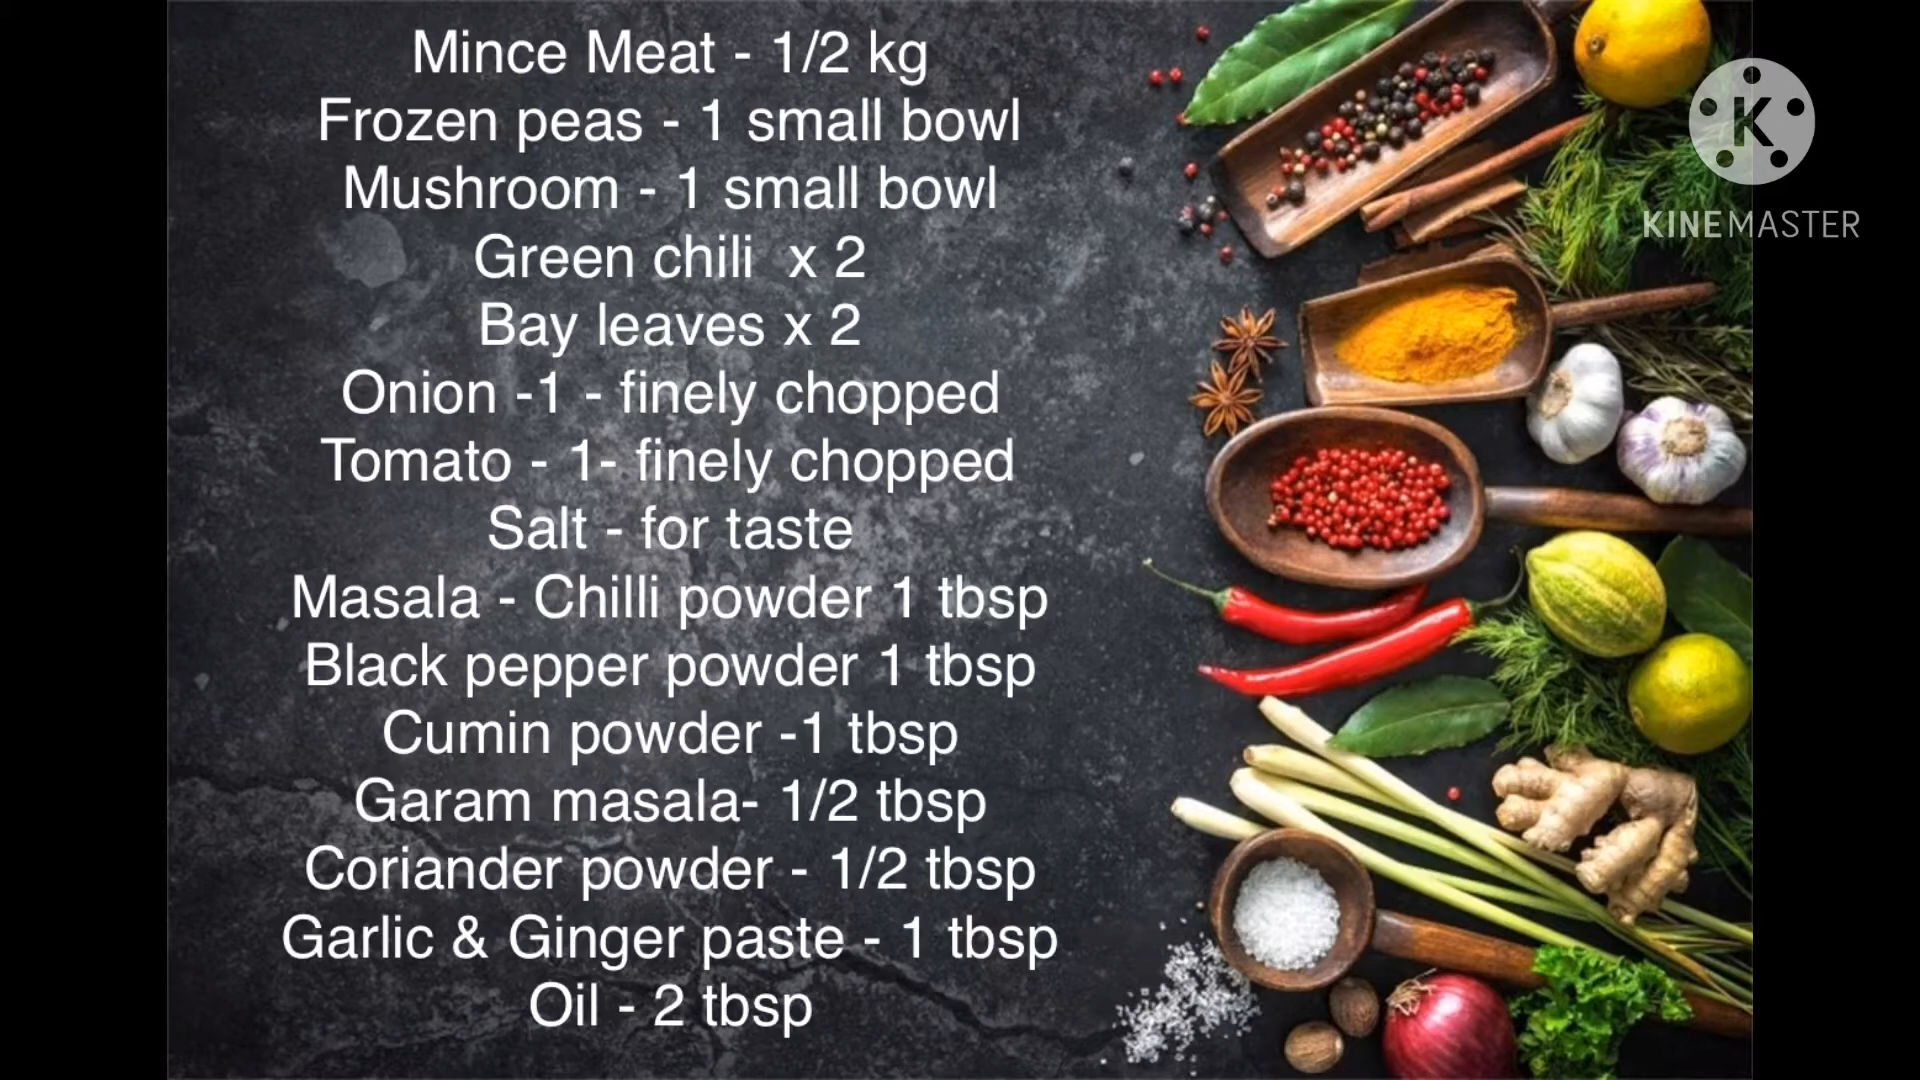 Mince Meat - 1/2 kg
Frozen peas - 1 small bowl
Mushroom - 1 small bowl
Green chili  x 2
Bay leaves x 2
Onion -1 - finely chopped
Tomato - 1- finely chopped
Salt - for taste
Masala - Chilli powder 1 tbsp
Black pepper powder 1 tbsp
Cumin powder -1 tbsp
Garam masala- 1/2 tbsp
Coriander powder - 1/2 tbsp
Garlic & Ginger paste - 1 tbsp
Oil - 2 tbsp
K
KINEMASTER